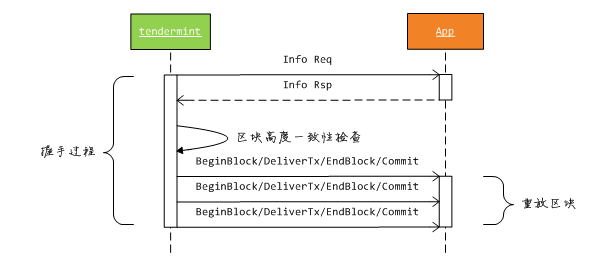 tendermint
App
Info Req
Info Rsp
区块高度一致性检查
握手过程
BeginBlock/DeliverTx/EndBlock/Commit
BeginBlock/DeliverTx/EndBlock/Commit
重放区块
BeginBlock/DeliverTx/EndBlock/Commit